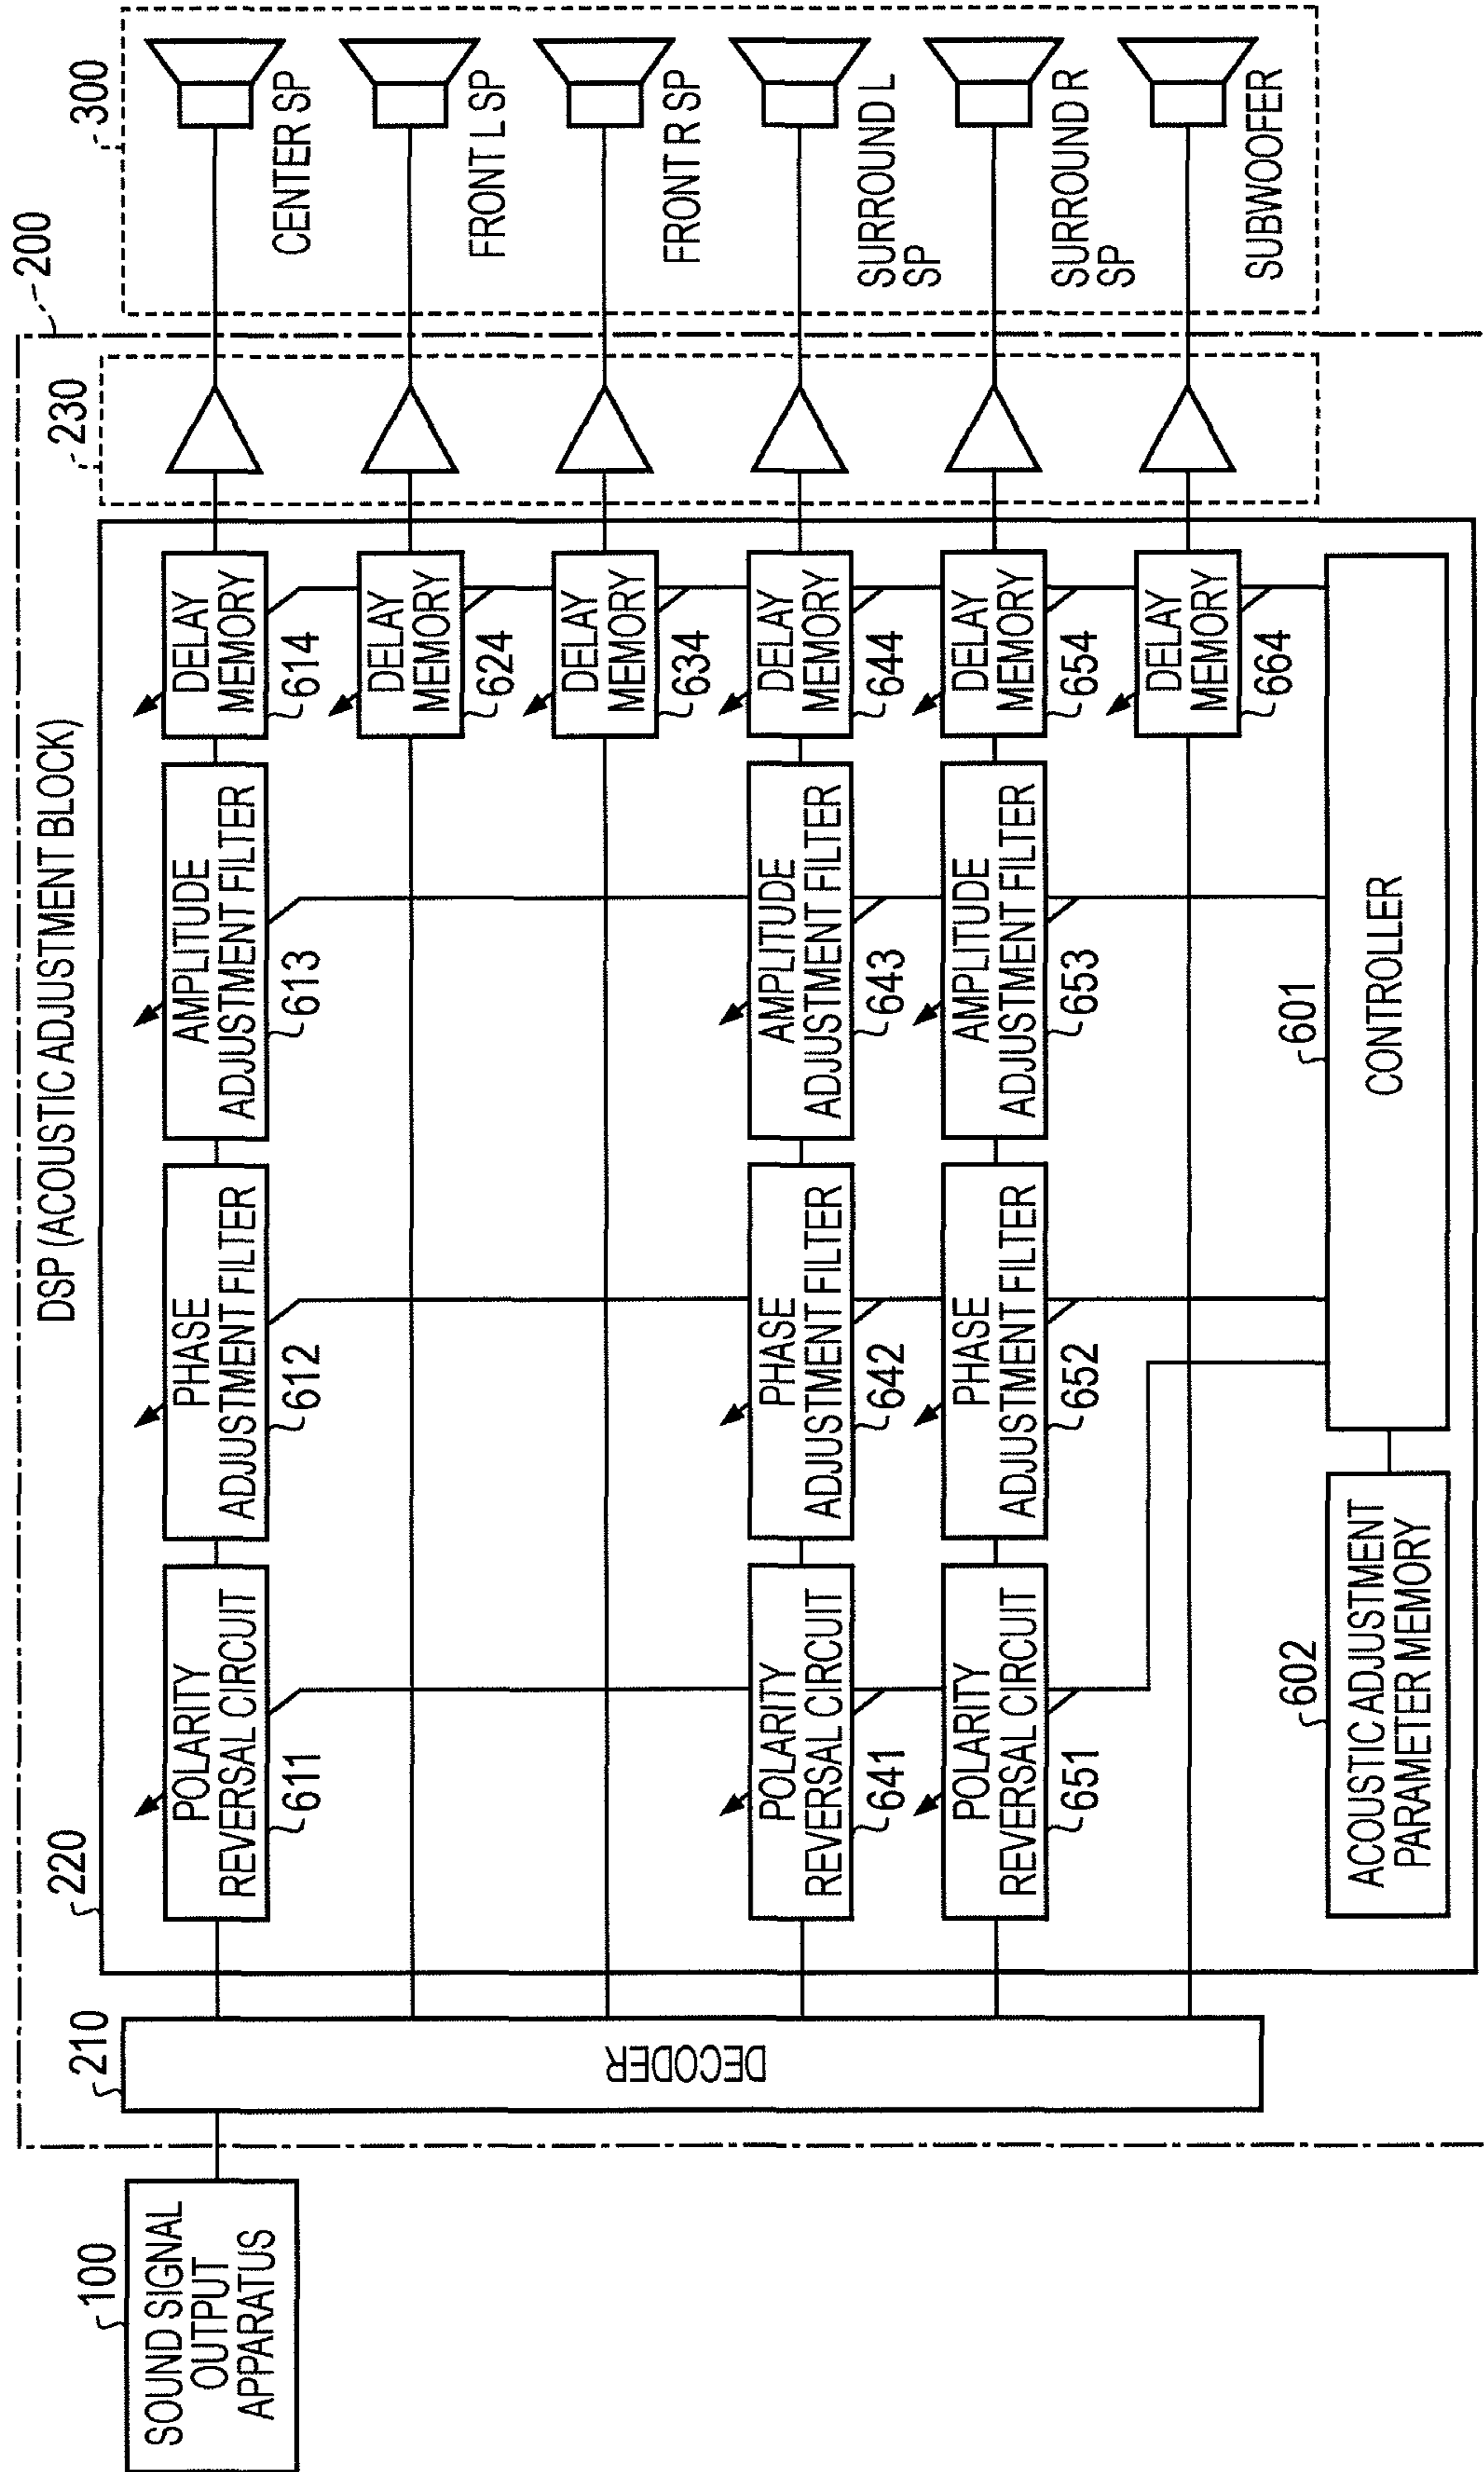 100
SOUND SIGNAL
OUTPUT
APPARATUS
200
210
DECODER
220
DSP (ACOUSTIC ADJUSTMENT BLOCK)
POLARITY
REVERSAL CIRCUIT
611
PHASE
ADJUSTMENT FILTER
612
AMPLITUDE
ADJUSTMENT FILTER
613
DELAY
MEMORY
614
DELAY
MEMORY
624
DELAY
MEMORY
634
POLARITY
REVERSAL CIRCUIT
641
PHASE
ADJUSTMENT FILTER
642
AMPLITUDE
ADJUSTMENT FILTER
643
DELAY
MEMORY
644
POLARITY
REVERSAL CIRCUIT
651
PHASE
ADJUSTMENT FILTER
652
AMPLITUDE
ADJUSTMENT FILTER
653
DELAY
MEMORY
654
DELAY
MEMORY
664
602
ACOUSTIC ADJUSTMENT
PARAMETER MEMORY
601
CONTROLLER
230
300
CENTER SP
FRONT L SP
FRONT R SP
SURROUND L
SP
SURROUND R
SP
SUBWOOFER